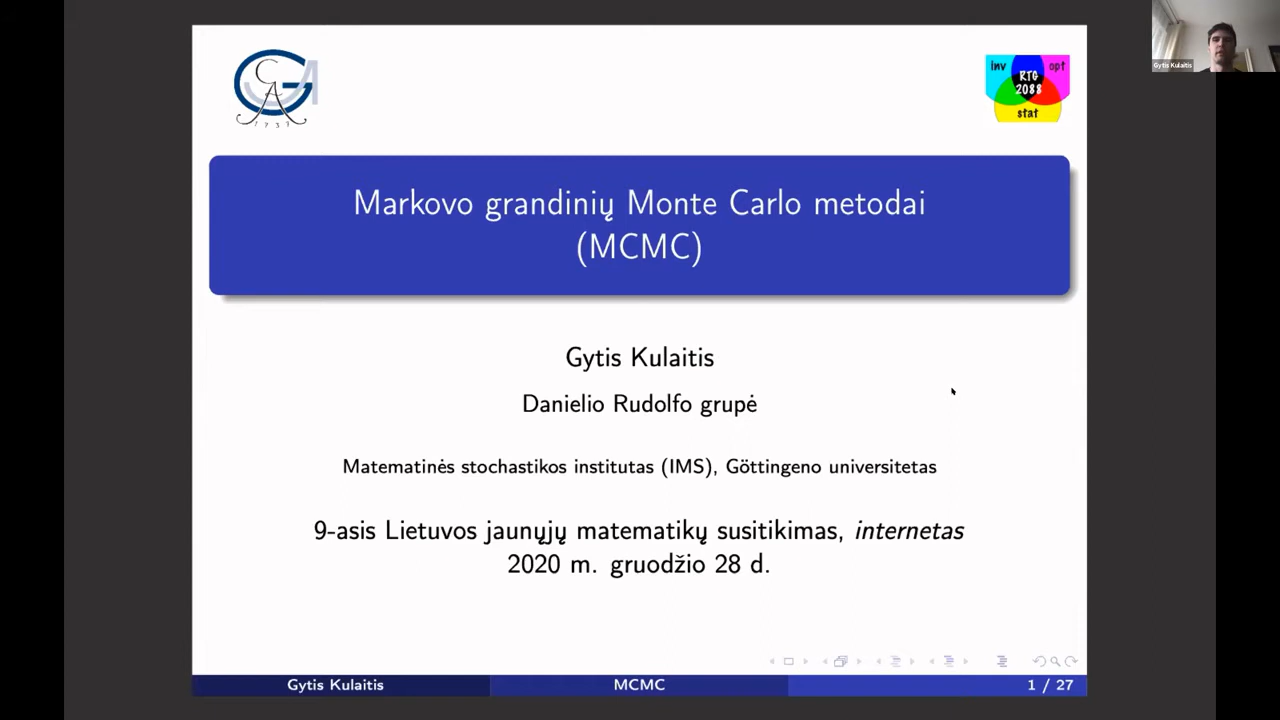 Gytis Kulaitis
1737
inv
opt
RTG
2088
stat
Markovo grandinių Monte Carlo metodai
(MCMC)
Gytis Kulaitis
Danielio Rudolfo grupė
Matematinės stochastikos institutas (IMS), Göttingeno universitetas
9-asis Lietuvos jaunųjų matematikų susitikimas, internetas
2020 m. gruodžio 28 d.
Gytis Kulaitis
MCMC
1 / 27